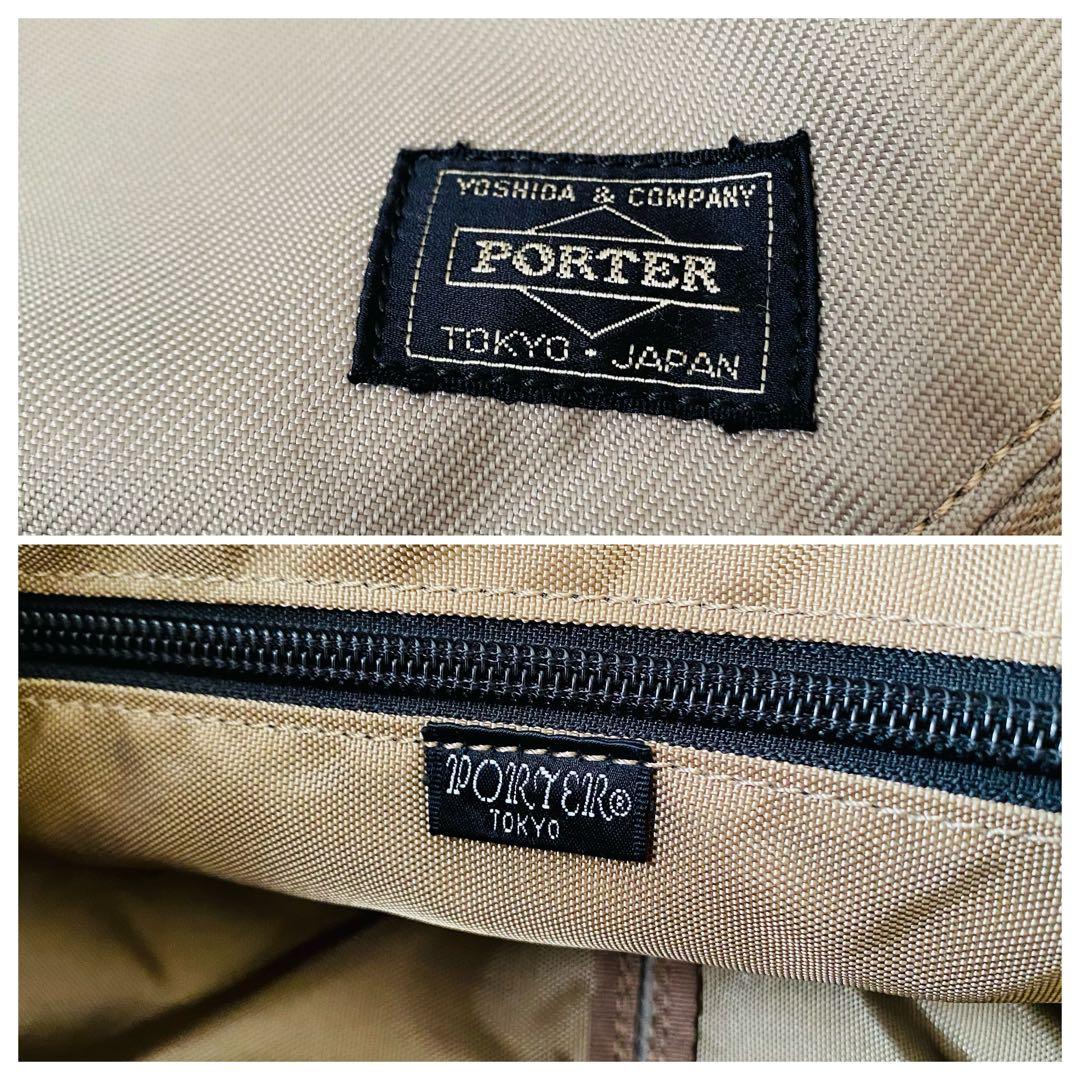 YOSHIDA & COMPANY
PORTER
TOKYO · JAPAN
PORTER®
TOKYO